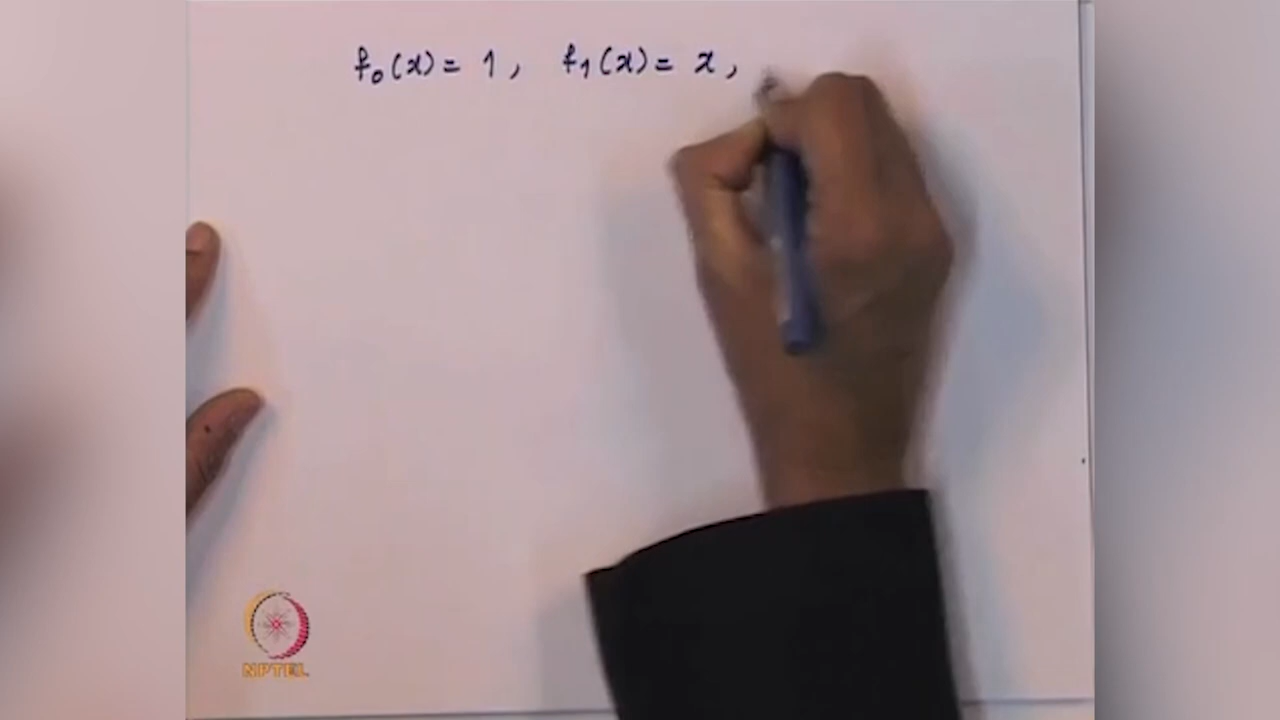 f₀(x) = 1, f₁(x) = x,
NPTEL